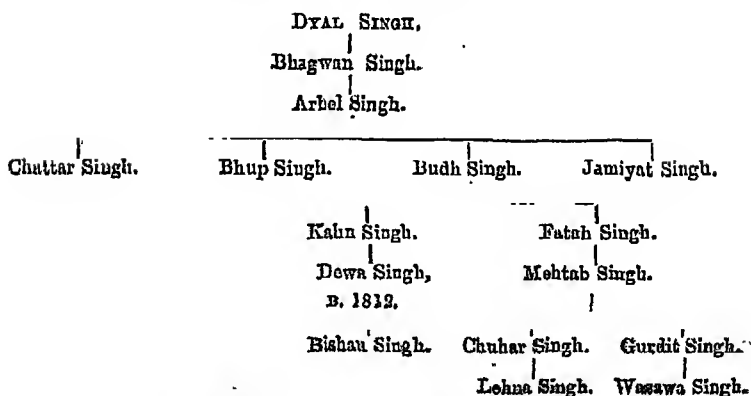 DYAL SINGH.
Bhagwan Singh.
Arbel Singh.
Chattar Singh. Bhup Singh. Budh Singh. Jamiyat Singh.
Kahn Singh. Fatah Singh.
Dewa Singh, Mehtab Singh.
B. 1812.
Bishan Singh. Chuhar Singh. Gurdit Singh.
Lehna Singh. Wasawa Singh.